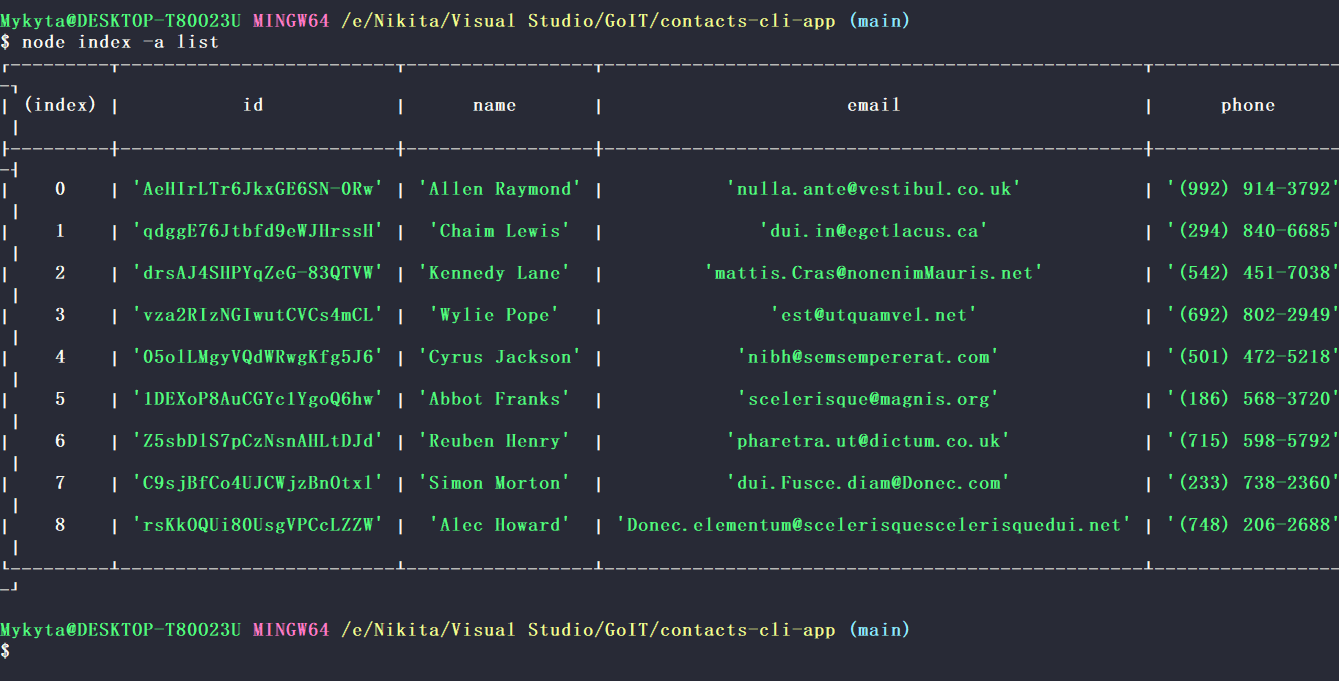 Mykyta@DESKTOP-T80023U MINGW64 /e/Nikita/Visual Studio/GoIT/contacts-cli-app (main)
$ node index -a list
(index) | id | name | email | phone
0 | 'AeHIrLTr6JkxGE6SN-0Rw' | 'Allen Raymond' | 'nulla.ante@vestibul.co.uk' | '(992) 914-3792'
1 | 'qdggE76Jtbfd9eWJHrssH' | 'Chaim Lewis' | 'dui.in@egetlacus.ca' | '(294) 840-6685'
2 | 'drsAJ4SHPYqZeG-83QTVW' | 'Kennedy Lane' | 'mattis.Cras@nonenimMauris.net' | '(542) 451-7038'
3 | 'vza2RIzNGIwutCVCs4mCL' | 'Wylie Pope' | 'est@utquamvel.net' | '(692) 802-2949'
4 | '05olLMgyVQdWRwgKfg5J6' | 'Cyrus Jackson' | 'nibh@semsempererat.com' | '(501) 472-5218'
5 | '1DEXoP8AuCGYc1YgoQ6hw' | 'Abbot Franks' | 'scelerisque@magnis.org' | '(186) 568-3720'
6 | 'Z5sbDlS7pCzNsnAHLtDJd' | 'Reuben Henry' | 'pharetra.ut@dictum.co.uk' | '(715) 598-5792'
7 | 'C9sjBfCo4UJCWjzBnOtxl' | 'Simon Morton' | 'dui.Fusce.diam@Donec.com' | '(233) 738-2360'
8 | 'rsKkOQUi80UsgVPCcLZZW' | 'Alec Howard' | 'Donec.elementum@scelerisquescelerisquedui.net' | '(748) 206-2688'
Mykyta@DESKTOP-T80023U MINGW64 /e/Nikita/Visual Studio/GoIT/contacts-cli-app (main)
$